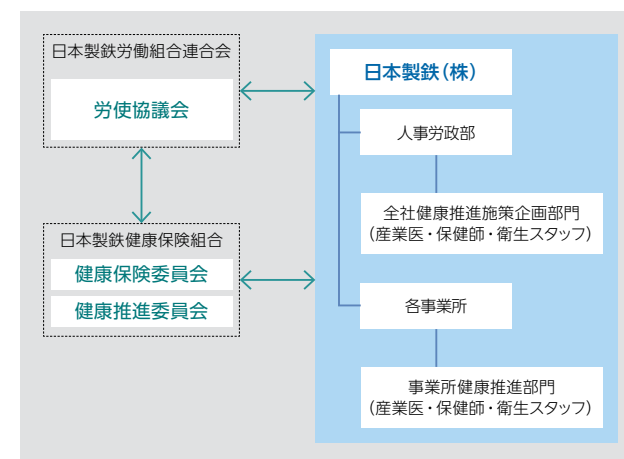 日本製鉄労働組合連合会
労使協議会
日本製鉄健康保険組合
健康保険委員会
健康推進委員会
日本製鉄(株)
人事労政部
全社健康推進施策企画部門
(産業医・保健師・衛生スタッフ)
各事業所
事業所健康推進部門
(産業医・保健師・衛生スタッフ)